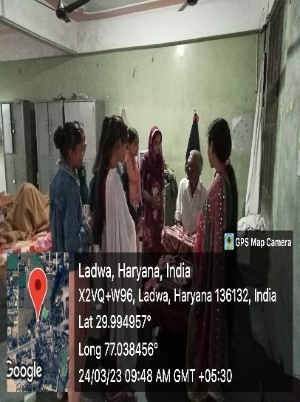 GPS Map Camera
Ladwa, Haryana, India
X2VQ+W96, Ladwa, Haryana 136132, India
Lat 29.994957°
Long 77.038456°
24/03/23 09:48 AM GMT +05:30
Google